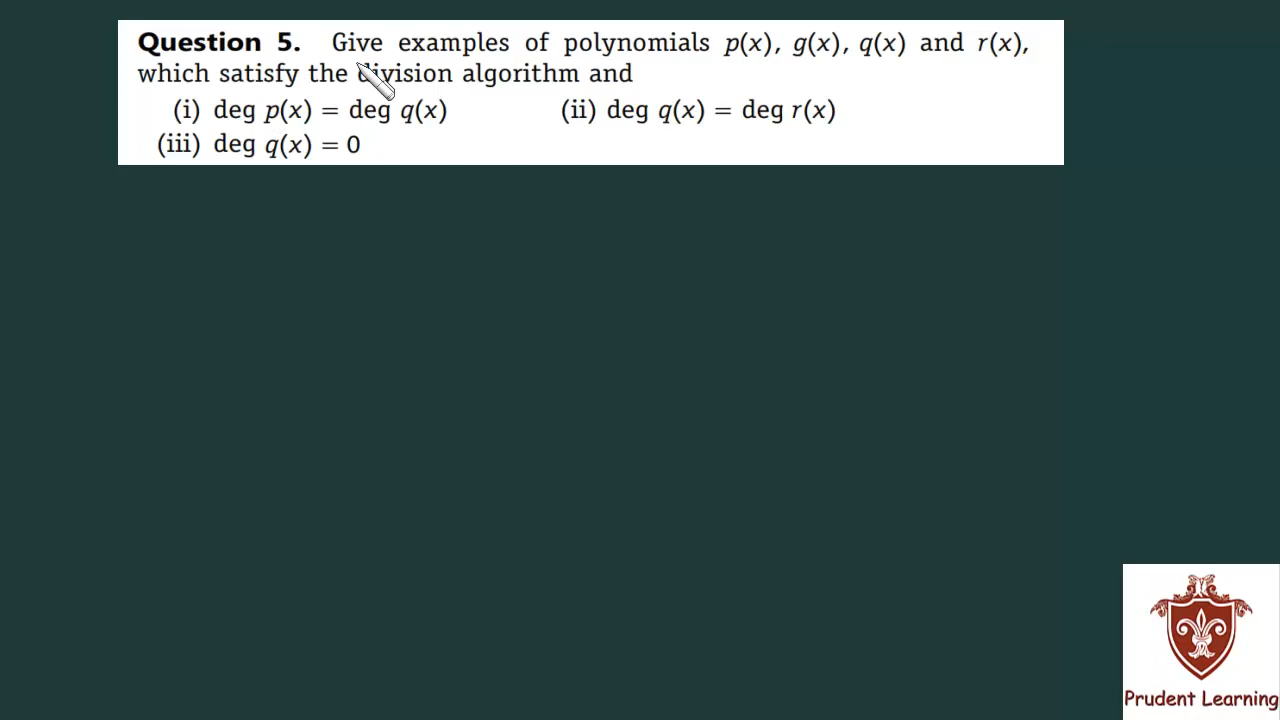 Question 5. Give examples of polynomials p(x), g(x), q(x) and r(x),
which satisfy the division algorithm and
(i) deg p(x) = deg q(x) (ii) deg q(x) = deg r(x)
(iii) deg q(x) = 0
Prudent Learning